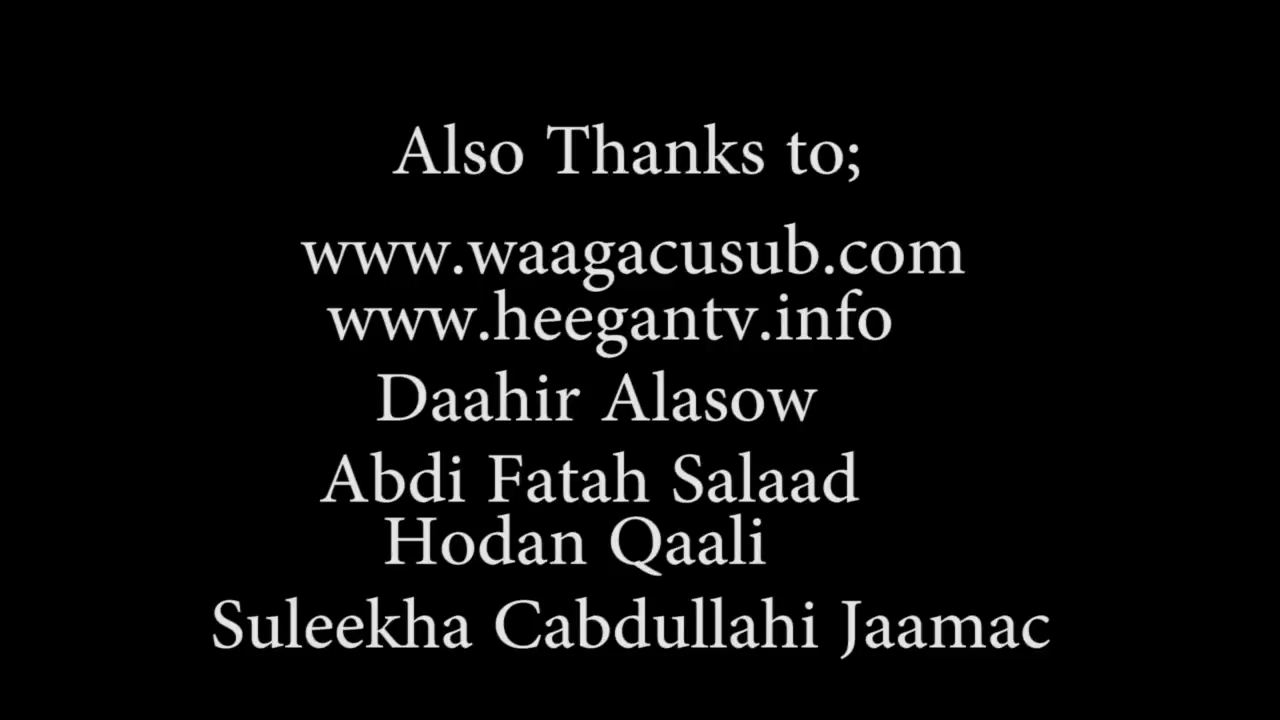 Also Thanks to;
www.waagacusub.com
www.heegantv.info
Daahir Alasow
Abdi Fatah Salaad
Hodan Qaali
Suleekha Cabdullahi Jaamac